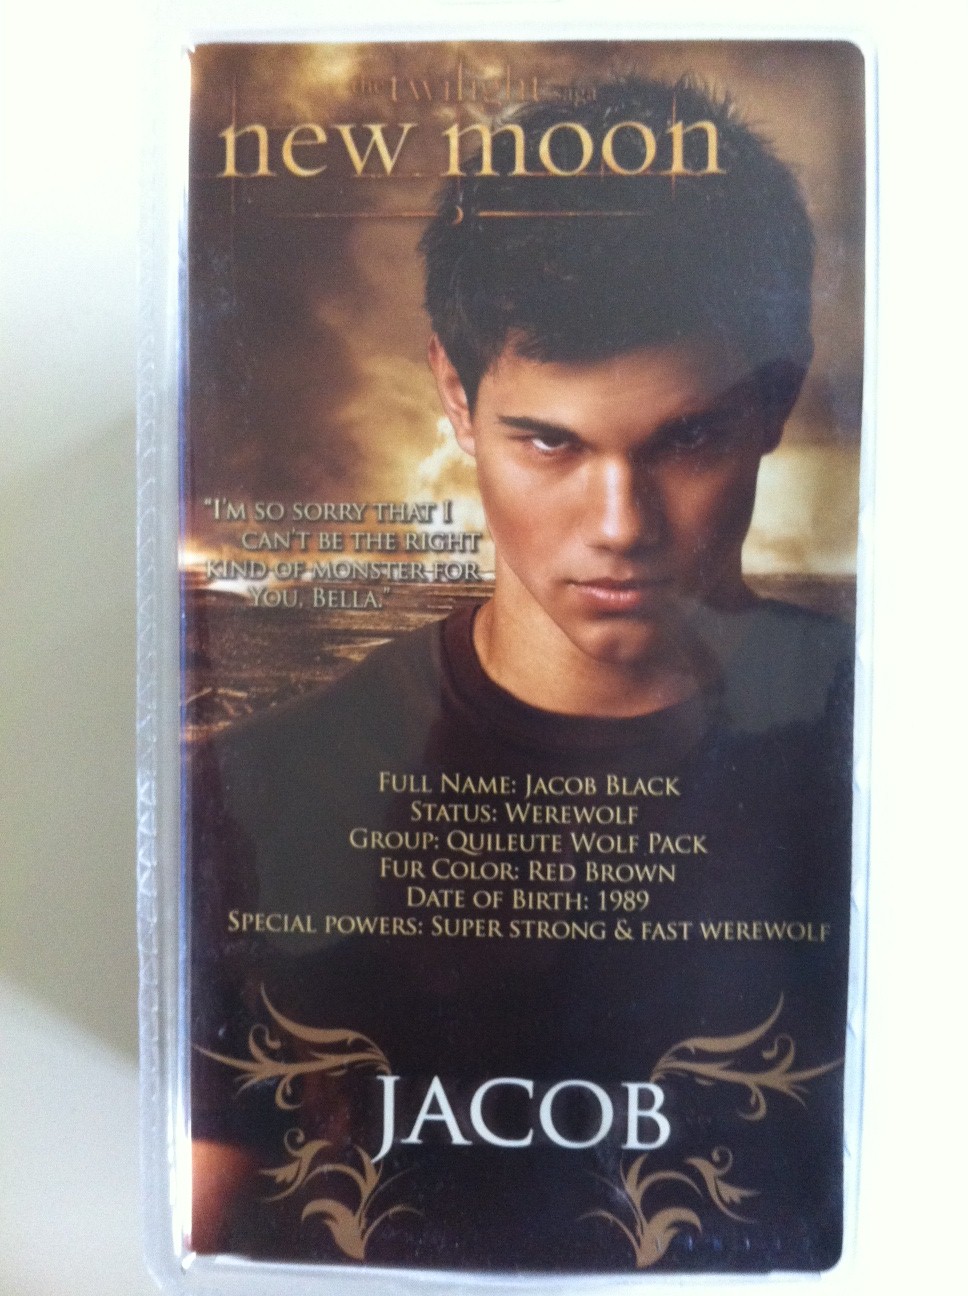 the twilight saga
new moon
"I'M SO SORRY THAT I
CAN'T BE THE RIGHT
KIND OF MONSTER FOR
YOU, BELLA."
FULL NAME: JACOB BLACK
STATUS: WEREWOLF
GROUP: QUILEUTE WOLF PACK
FUR COLOR: RED BROWN
DATE OF BIRTH: 1989
SPECIAL POWERS: SUPER STRONG & FAST WEREWOLF
JACOB